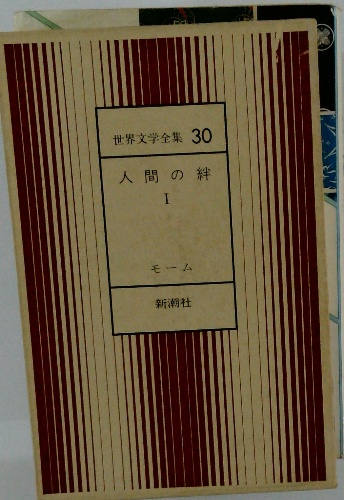 世界文学全集 30
人間の絆
I
モーム
新潮社